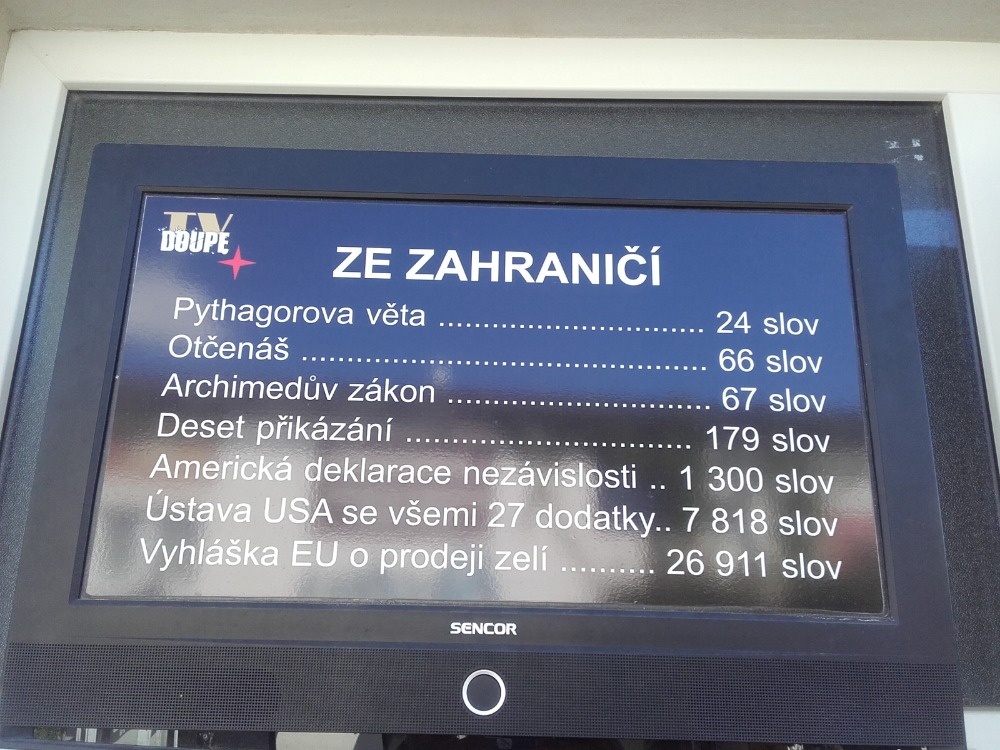 TV
DOUPE
ZE ZAHRANIČÍ
Pythagorova věta .............................. 24 slov
Otčenáš .............................................. 66 slov
Archimedův zákon .............................. 67 slov
Deset přikázání ................................ 179 slov
Americká deklarace nezávislosti .. 1 300 slov
Ústava USA se všemi 27 dodatky.. 7 818 slov
Vyhláška EU o prodeji zelí .......... 26 911 slov
SENCOR